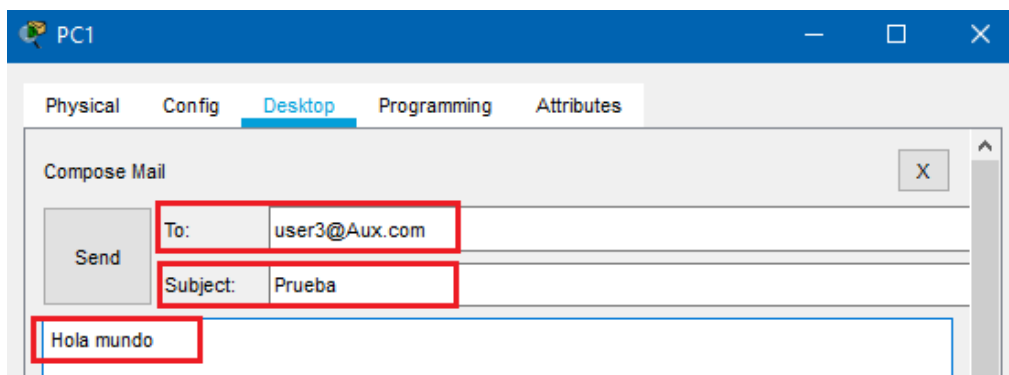 PC1
Physical Config Desktop Programming Attributes
Compose Mail
X
Send
To: user3@Aux.com
Subject: Prueba
Hola mundo